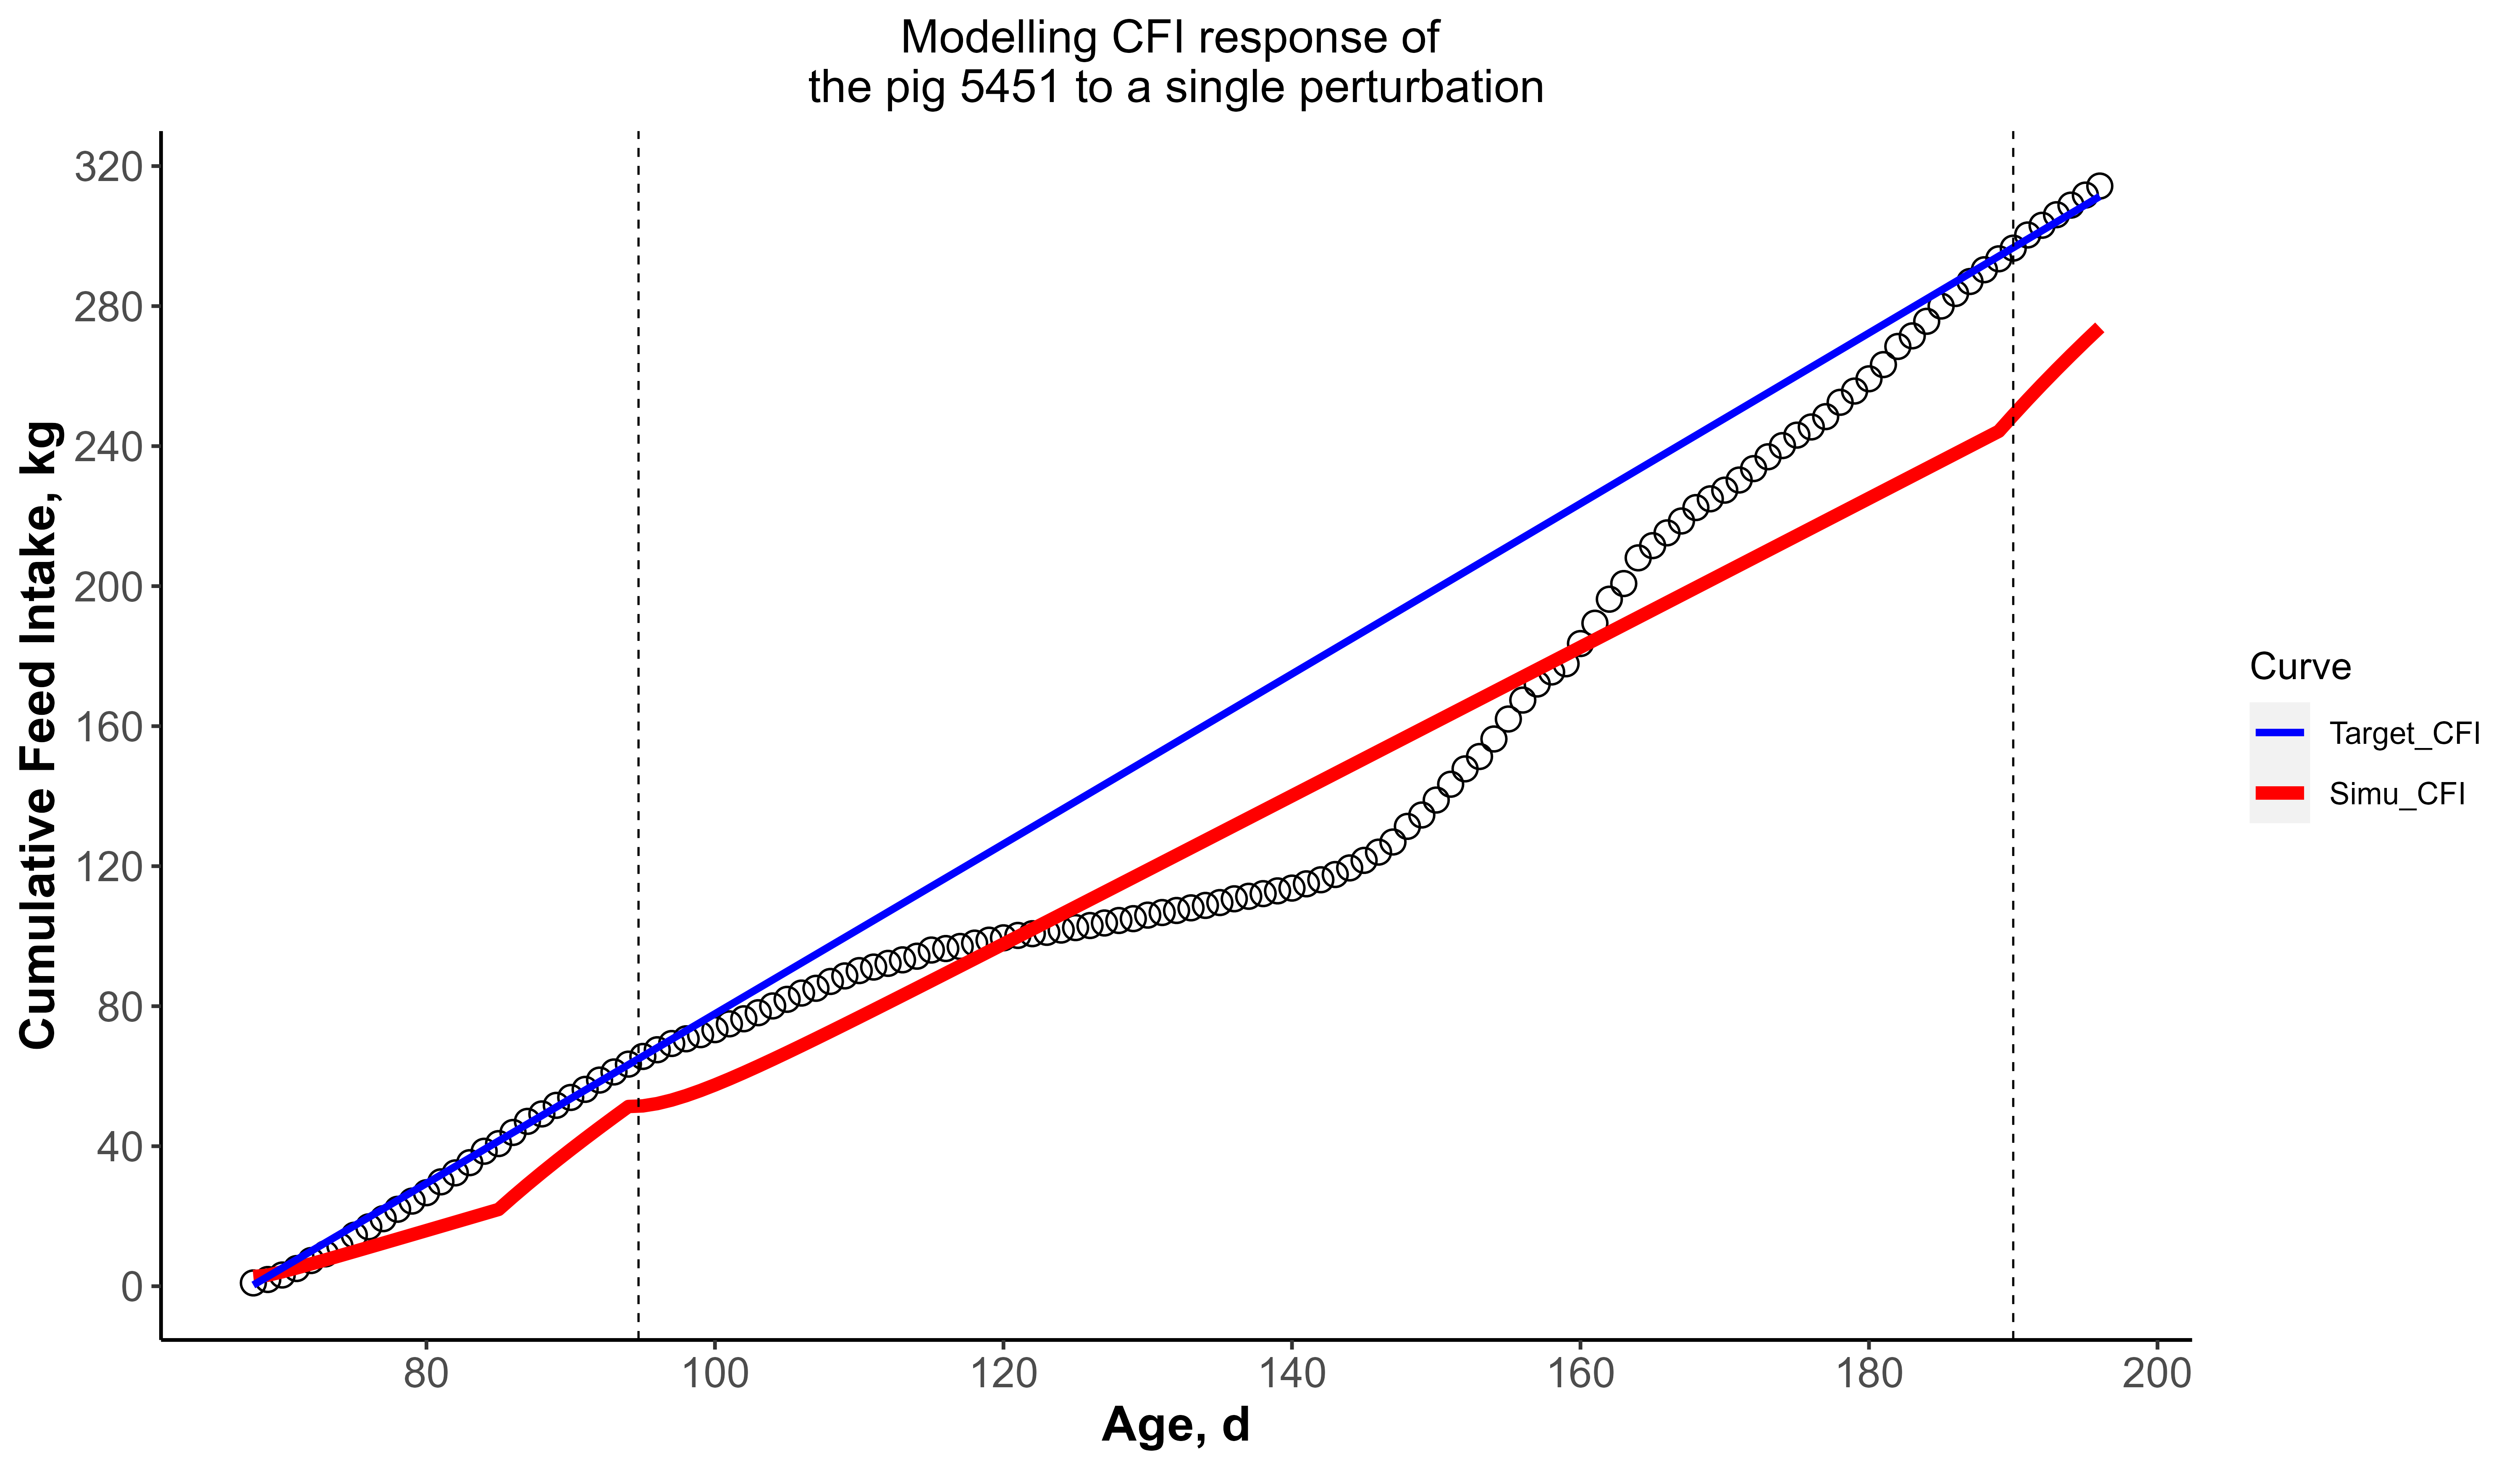 Modelling CFI response of
the pig 5451 to a single perturbation
Cumulative Feed Intake, kg
320
280
240
200
160
120
80
40
0
80 100 120 140 160 180 200
Age, d
Curve
Target_CFI
Simu_CFI